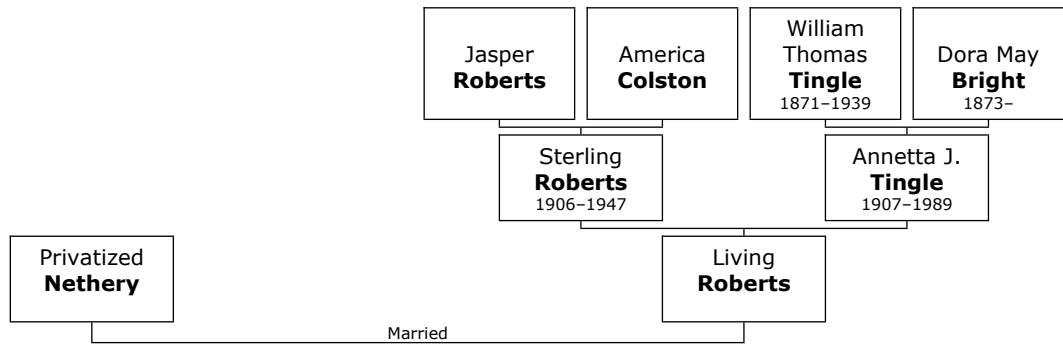 Jasper
Roberts
America
Colston
William
Thomas
Tingle
1871–1939
Dora May
Bright
1873–
Sterling
Roberts
1906–1947
Annetta J.
Tingle
1907–1989
Privatized
Nethery
Living
Roberts
Married